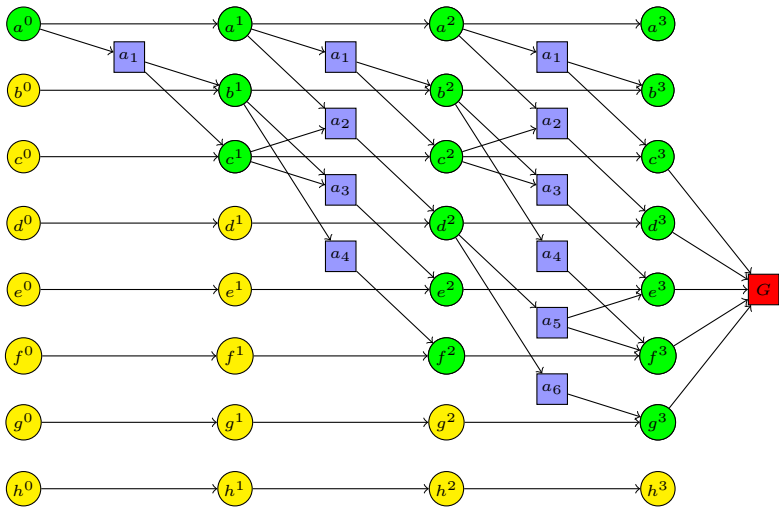 a⁰ a¹ a² a³
a₁ a₁ a₁
b⁰ b¹ b² b³
a₂ a₂
c⁰ c¹ c² c³
a₃ a₃
d⁰ d¹ d² d³
a₄ a₄
e⁰ e¹ e² e³ G
a₅
f⁰ f¹ f² f³
a₆
g⁰ g¹ g² g³
h⁰ h¹ h² h³